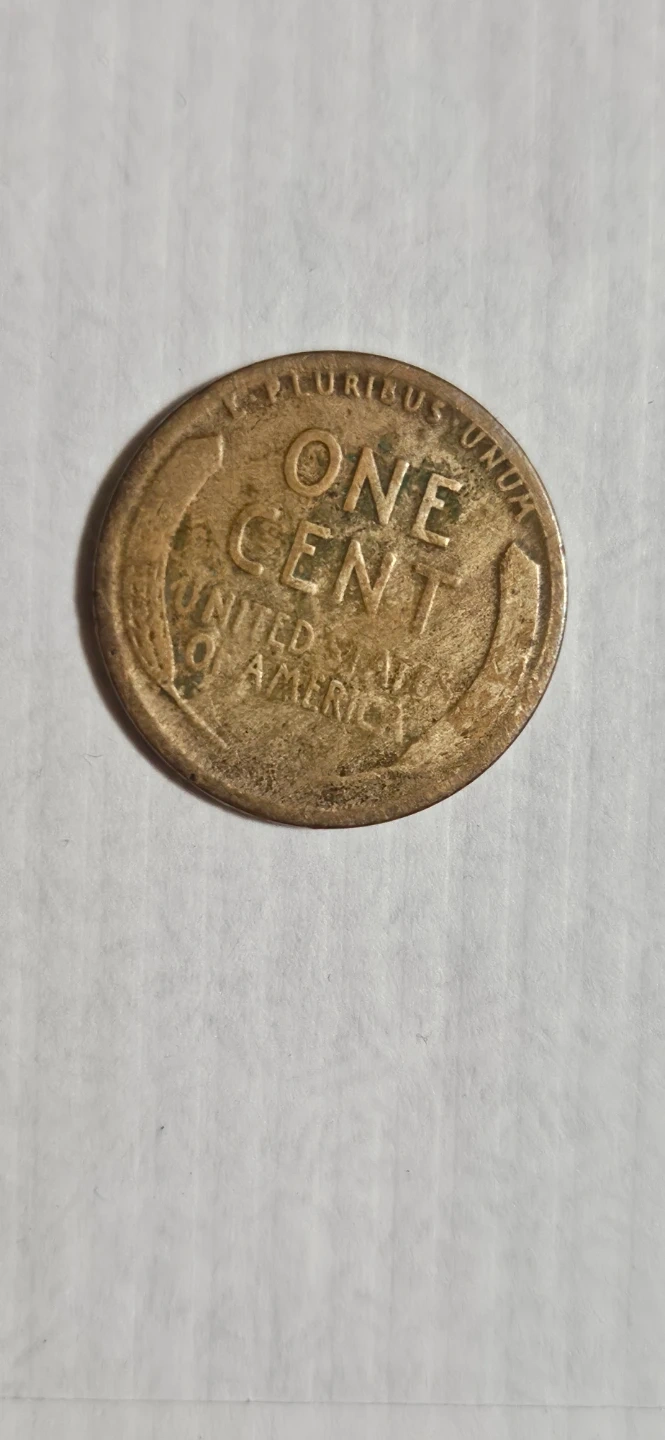 E·PLURIBUS·UNUM
ONE
CENT
UNITED STATES
OF AMERICA